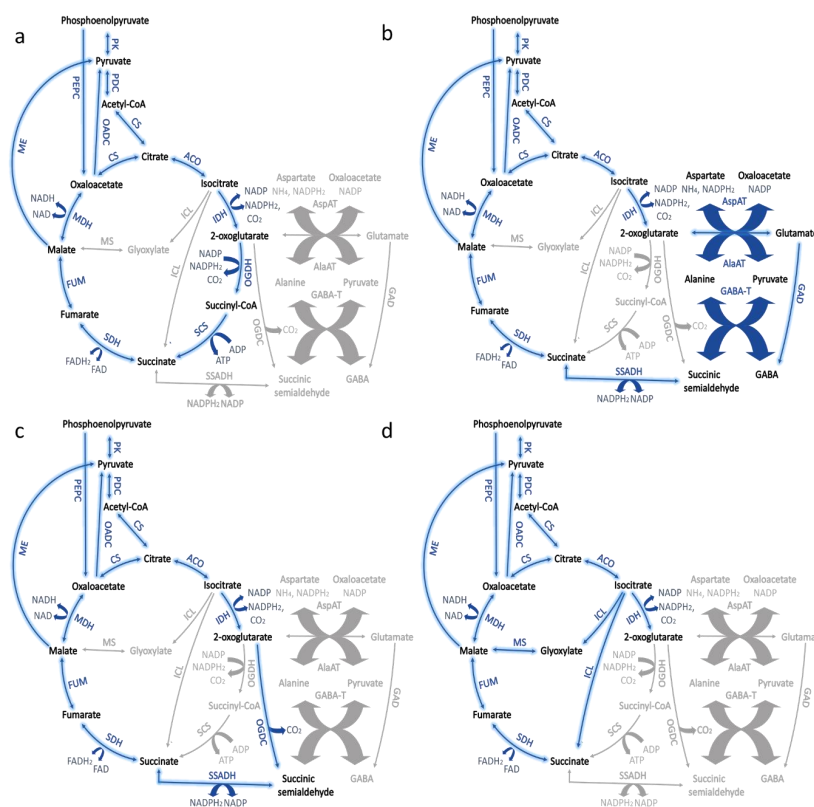 a
Phosphoenolpyruvate
PK
Pyruvate
PEPC
PDC
ME
OADC
Acetyl-CoA
CS
CS
Citrate
ACO
Oxaloacetate
Isocitrate
NADP
NADPH₂,
CO₂
IDH
Aspartate
NH₄, NADPH₂
Oxaloacetate
NADP
AspAT
NADH
NAD
MDH
ICL
2-oxoglutarate
Glutamate
Malate
MS
Glyoxylate
NADP
NADPH₂
CO₂
OGDH
AlaAT
Alanine
Pyruvate
GABA-T
GAD
FUM
ICL
Succinyl-CoA
Fumarate
SCS
OGDC
CO₂
SDH
ADP
ATP
FADH₂
FAD
Succinate
SSADH
Succinic
semialdehyde
GABA
NADPH₂ NADP
b
Phosphoenolpyruvate
PK
Pyruvate
PEPC
PDC
ME
OADC
Acetyl-CoA
CS
CS
Citrate
ACO
Oxaloacetate
Isocitrate
NADP
NADPH₂,
CO₂
IDH
Aspartate
NH₄, NADPH₂
Oxaloacetate
NADP
AspAT
NADH
NAD
MDH
ICL
2-oxoglutarate
Glutamate
Malate
MS
Glyoxylate
NADP
NADPH₂
CO₂
OGDH
AlaAT
Alanine
Pyruvate
GABA-T
GAD
FUM
ICL
Succinyl-CoA
Fumarate
SCS
OGDC
CO₂
SDH
ADP
ATP
FADH₂
FAD
Succinate
SSADH
Succinic
semialdehyde
GABA
NADPH₂ NADP
c
Phosphoenolpyruvate
PK
Pyruvate
PEPC
PDC
ME
OADC
Acetyl-CoA
CS
CS
Citrate
ACO
Oxaloacetate
Isocitrate
NADP
NADPH₂,
CO₂
IDH
Aspartate
NH₄, NADPH₂
Oxaloacetate
NADP
AspAT
NADH
NAD
MDH
ICL
2-oxoglutarate
Glutamate
Malate
MS
Glyoxylate
NADP
NADPH₂
CO₂
OGDH
AlaAT
Alanine
Pyruvate
GABA-T
GAD
FUM
ICL
Succinyl-CoA
Fumarate
SCS
OGDC
CO₂
SDH
ADP
ATP
FADH₂
FAD
Succinate
SSADH
Succinic
semialdehyde
GABA
NADPH₂ NADP
d
Phosphoenolpyruvate
PK
Pyruvate
PEPC
PDC
ME
OADC
Acetyl-CoA
CS
CS
Citrate
ACO
Oxaloacetate
Isocitrate
NADP
NADPH₂,
CO₂
IDH
Aspartate
NH₄, NADPH₂
Oxaloacetate
NADP
AspAT
NADH
NAD
MDH
ICL
2-oxoglutarate
Glutama
Malate
MS
Glyoxylate
NADP
NADPH₂
CO₂
OGDH
AlaAT
Alanine
Pyruvate
GABA-T
GAD
FUM
ICL
Succinyl-CoA
Fumarate
SCS
OGDC
CO₂
SDH
ADP
ATP
FADH₂
FAD
Succinate
SSADH
Succinic
semialdehyde
GABA
NADPH₂ NADP